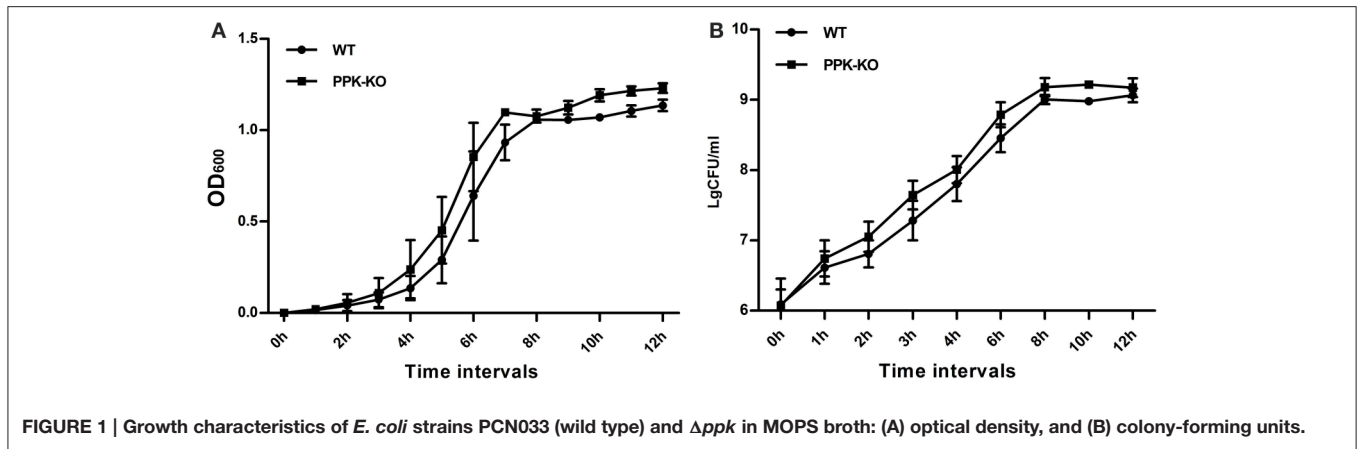 A
WT
PPK-KO
OD600
1.5
1.0
0.5
0.0
0h
2h
4h
6h
8h
10h
12h
Time intervals
B
WT
PPK-KO
LgCFU/ml
10
9
8
7
6
0h
1h
2h
3h
4h
6h
8h
10h
12h
Time intervals
FIGURE 1 | Growth characteristics of E. coli strains PCN033 (wild type) and Δppk in MOPS broth: (A) optical density, and (B) colony-forming units.